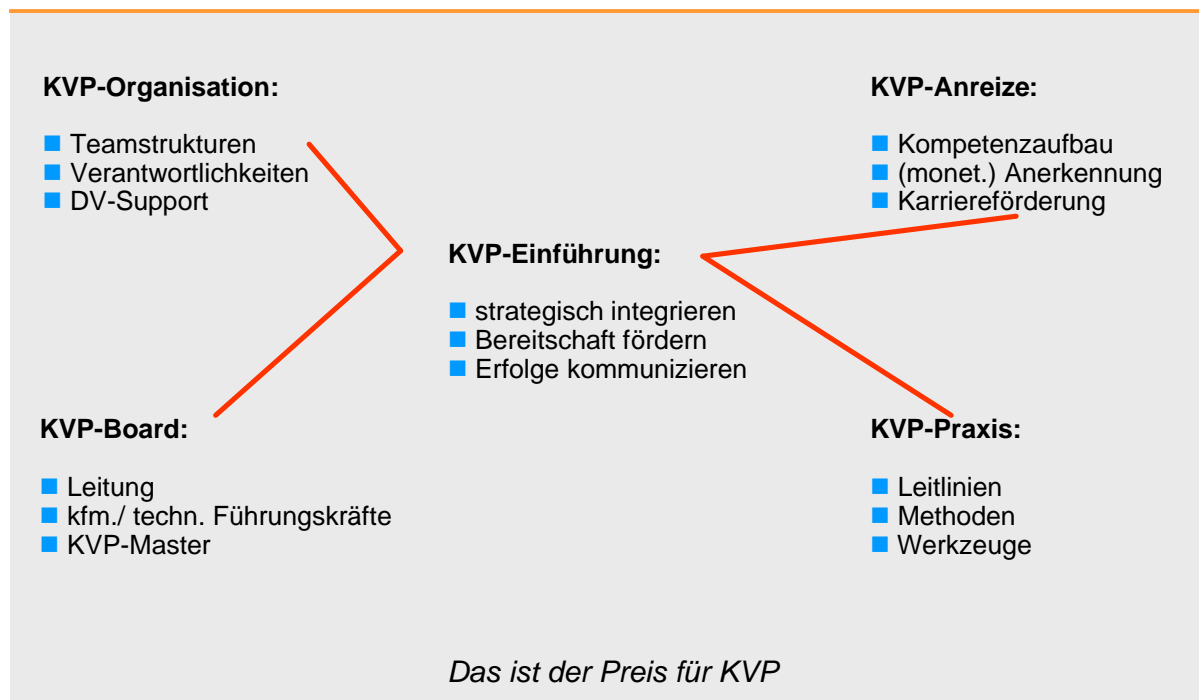 KVP-Organisation:
Teamstrukturen
Verantwortlichkeiten
DV-Support
KVP-Anreize:
Kompetenzaufbau
(monet.) Anerkennung
Karriereförderung
KVP-Einführung:
strategisch integrieren
Bereitschaft fördern
Erfolge kommunizieren
KVP-Board:
Leitung
kfm./ techn. Führungskräfte
KVP-Master
KVP-Praxis:
Leitlinien
Methoden
Werkzeuge
Das ist der Preis für KVP